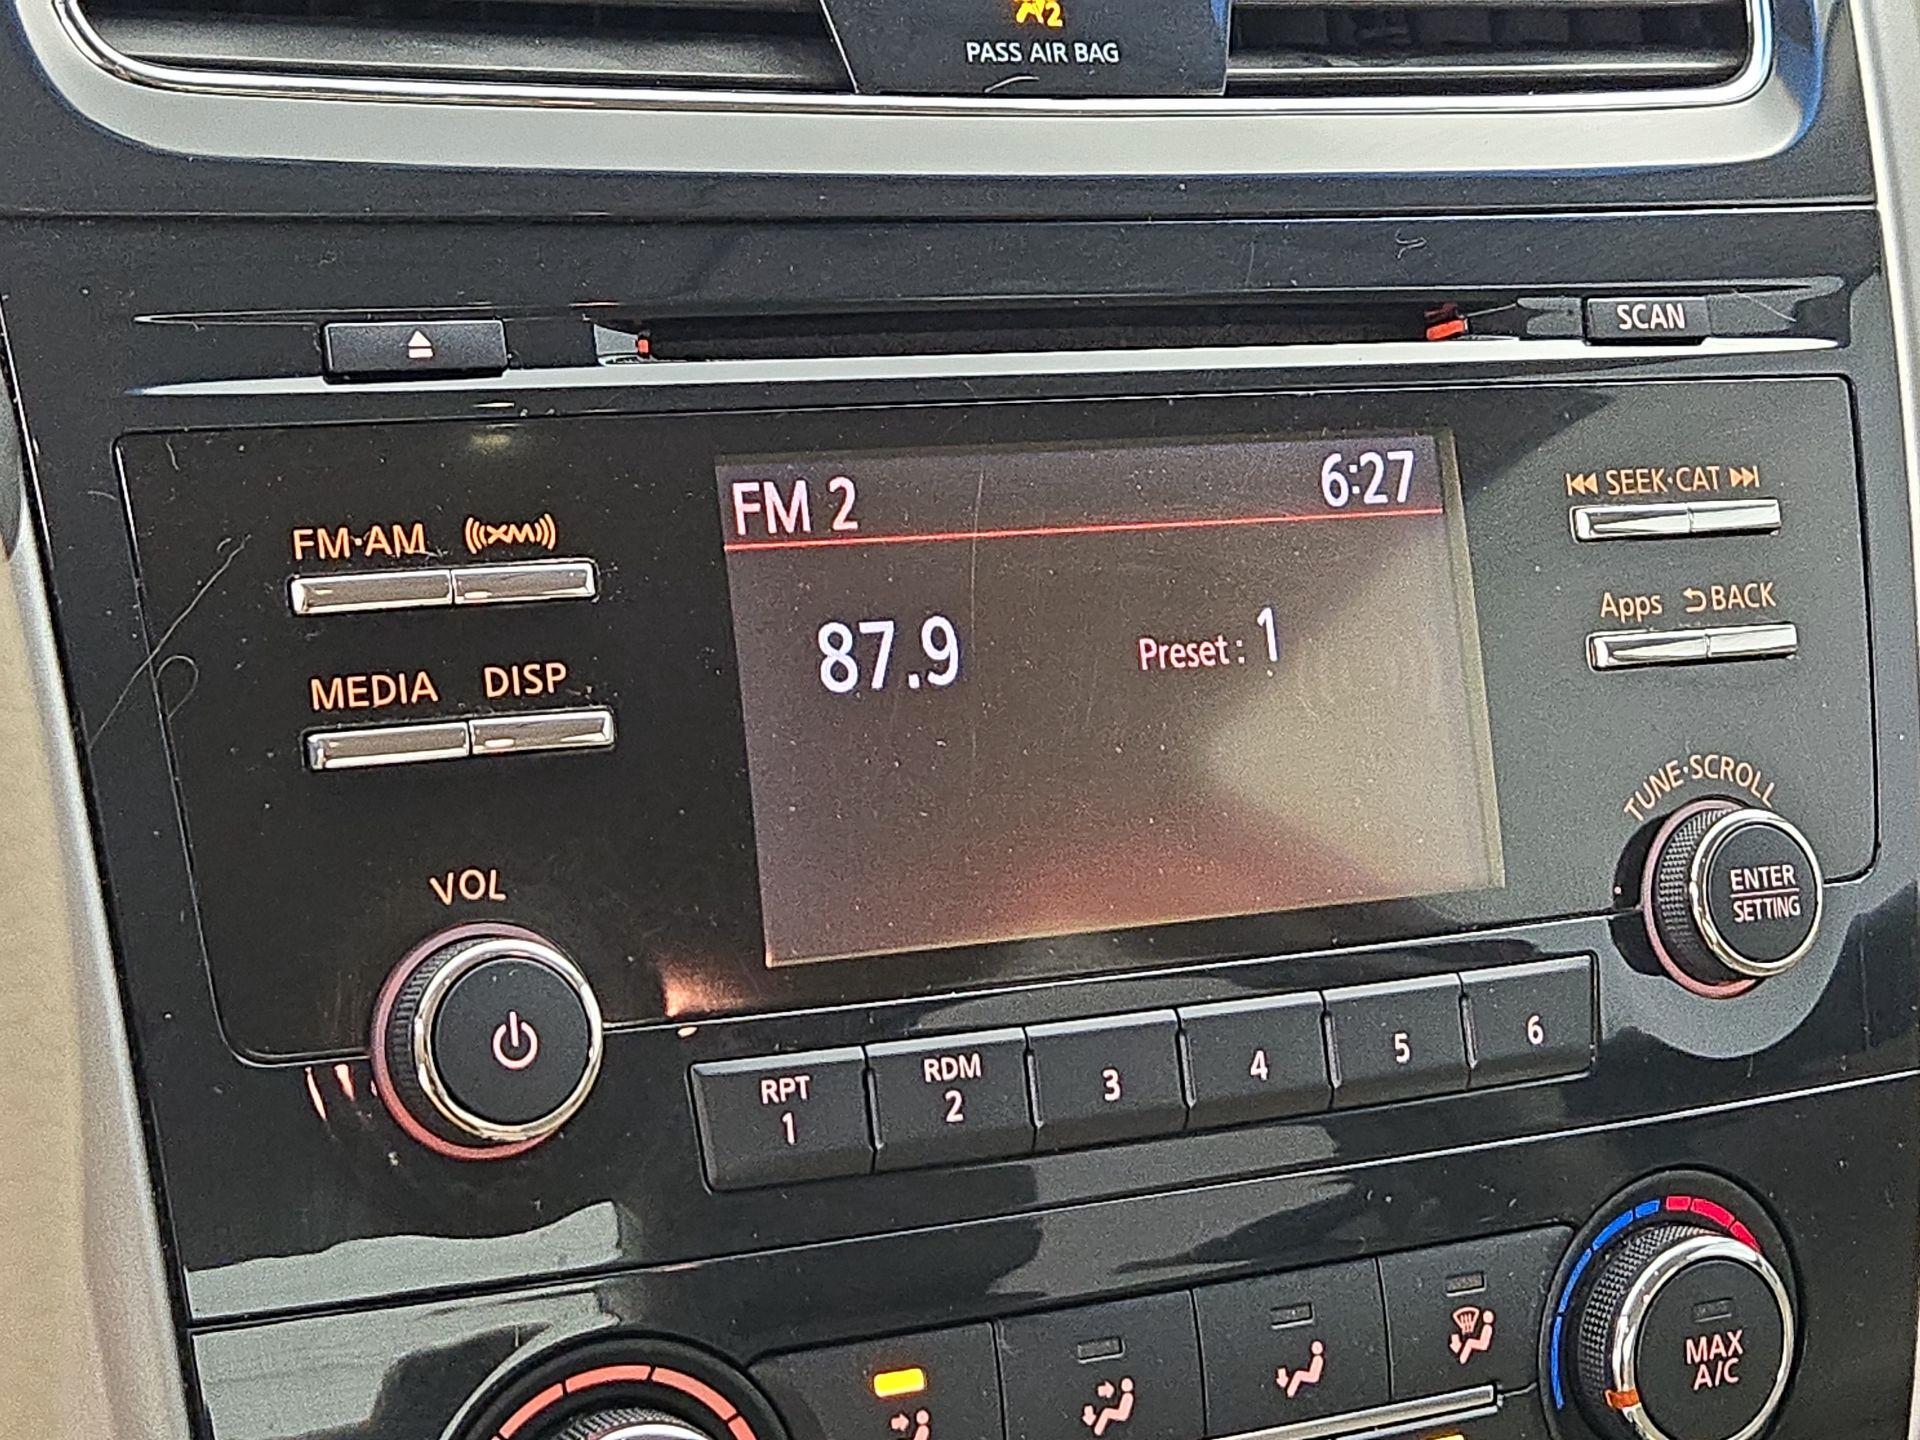 2
PASS AIR BAG
SCAN
FM 2
6:27
SEEK·CAT
FM·AM
((XM))
87.9
Preset: 1
Apps
BACK
MEDIA
DISP
TUNE·SCROLL
VOL
ENTER
SETTING
RPT
1
RDM
2
3
4
5
6
MAX
A/C